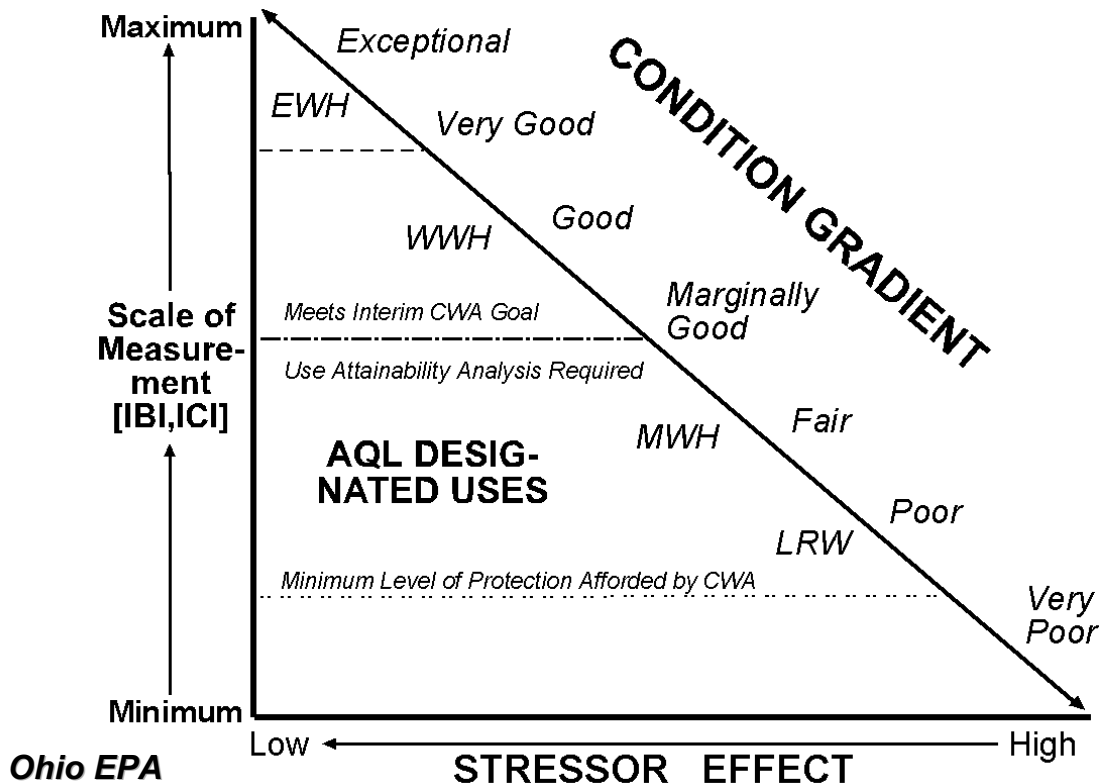 Maximum
Exceptional
CONDITION GRADIENT
EWH
Very Good
Good
WWH
Marginally
Good
Meets Interim CWA Goal
Scale of
Measure-
ment
[IBI,ICI]
Use Attainability Analysis Required
Fair
MWH
AQL DESIG-
NATED USES
Poor
LRW
Minimum Level of Protection Afforded by CWA
Very
Poor
Minimum
Low
High
Ohio EPA
STRESSOR EFFECT